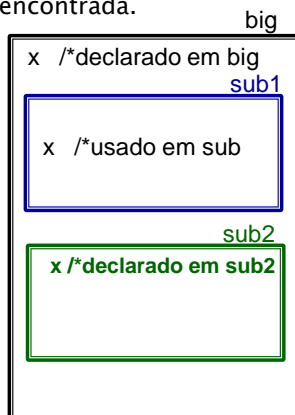 encontrada.
big
x /*declarado em big
sub1
x /*usado em sub
sub2
x /*declarado em sub2